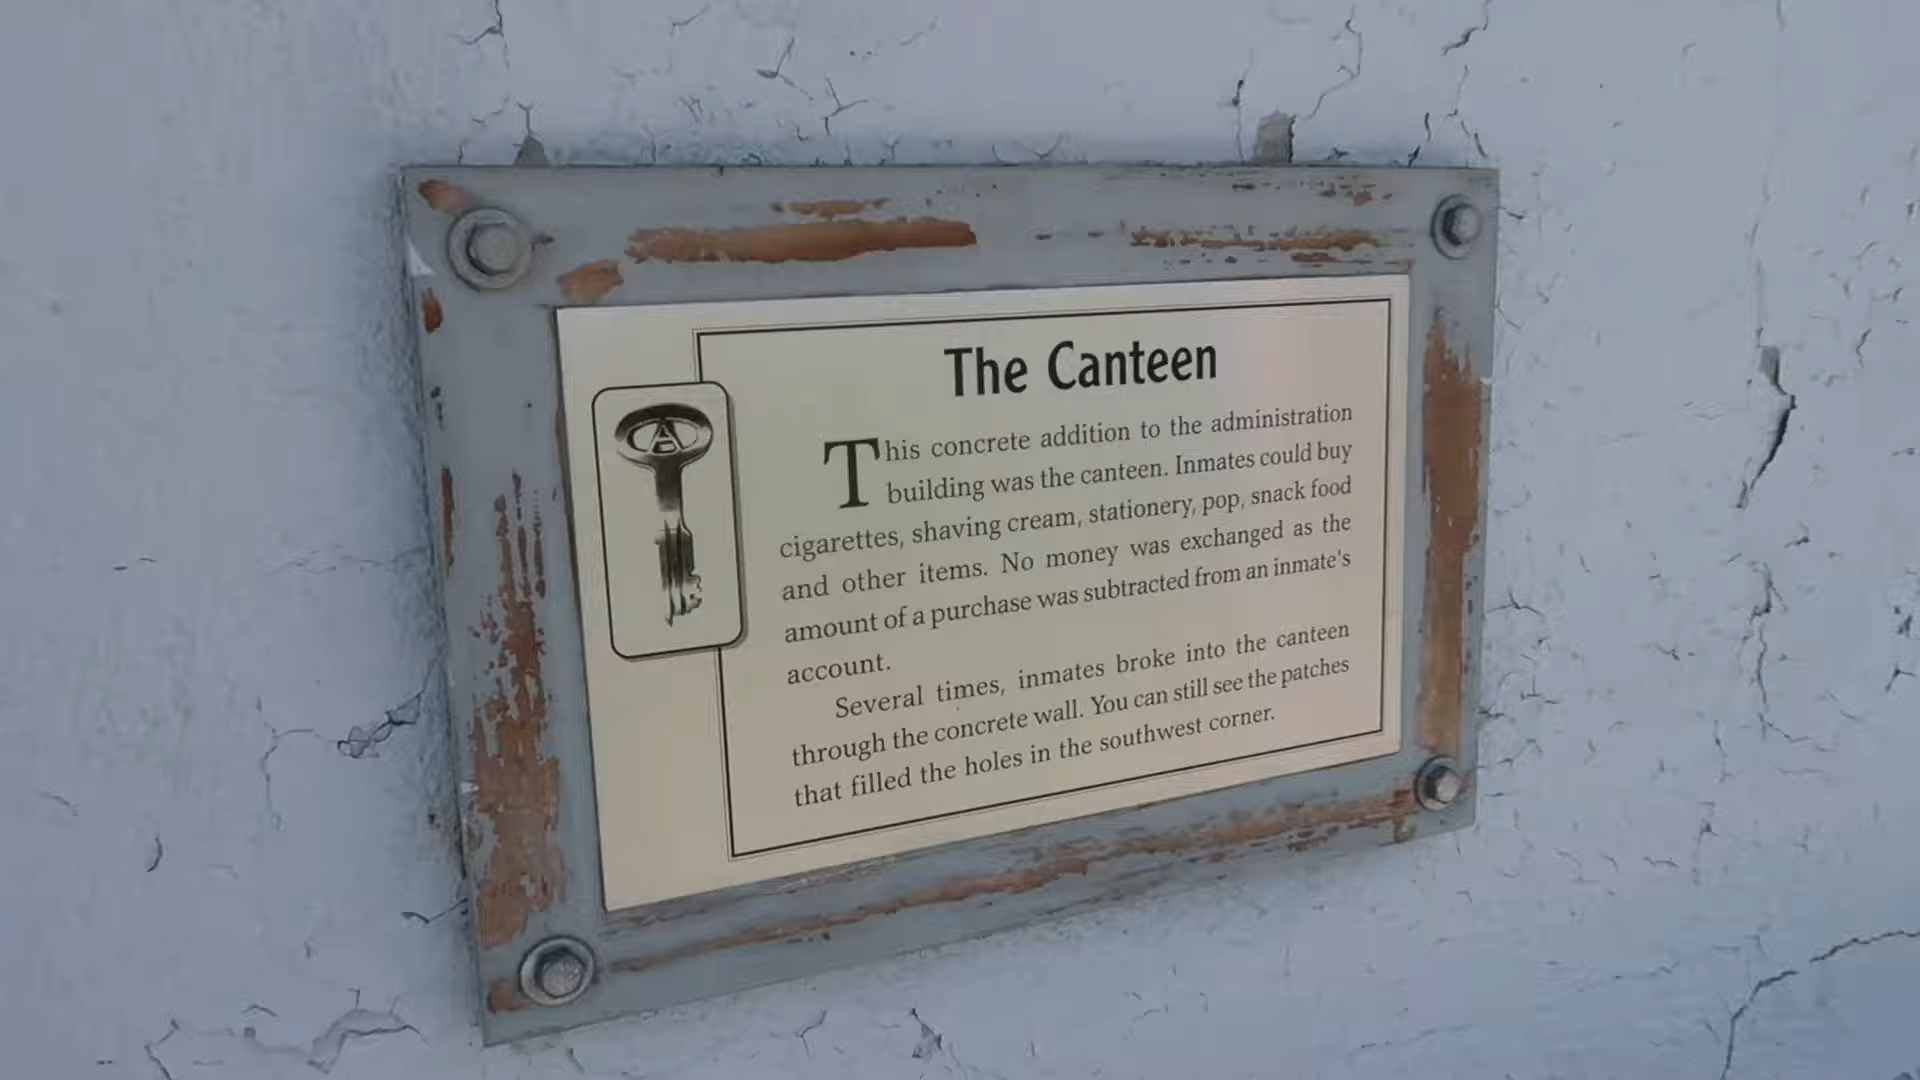 The Canteen
This concrete addition to the administration
building was the canteen. Inmates could buy
cigarettes, shaving cream, stationery, pop, snack food
and other items. No money was exchanged as the
amount of a purchase was subtracted from an inmate's
account.
Several times, inmates broke into the canteen
through the concrete wall. You can still see the patches
that filled the holes in the southwest corner.